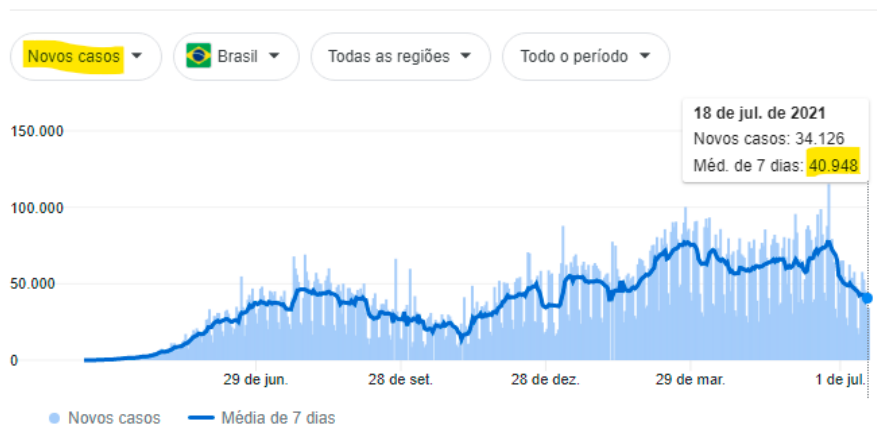 Novos casos
Brasil
Todas as regiões
Todo o período
18 de jul. de 2021
Novos casos: 34.126
Méd. de 7 dias: 40.948
150.000
100.000
50.000
0
29 de jun.
28 de set.
28 de dez.
29 de mar.
1 de jul.
Novos casos
Média de 7 dias